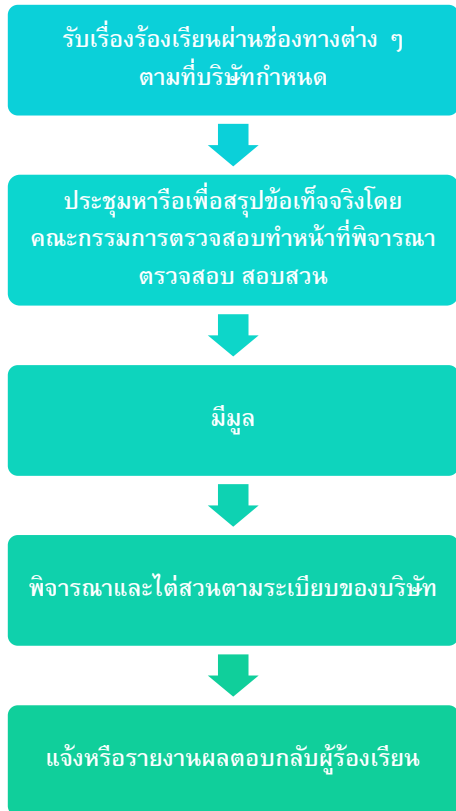 รับเรื่องร้องเรียนผ่านช่องทางต่าง ๆ
ตามที่บริษัทกำหนด
ประชุมหารือเพื่อสรุปข้อเท็จจริงโดย
คณะกรรมการตรวจสอบทำหน้าที่พิจารณา
ตรวจสอบ สอบสวน
มีมูล
พิจารณาและไต่สวนตามระเบียบของบริษัท
แจ้งหรือรายงานผลตอบกลับผู้ร้องเรียน